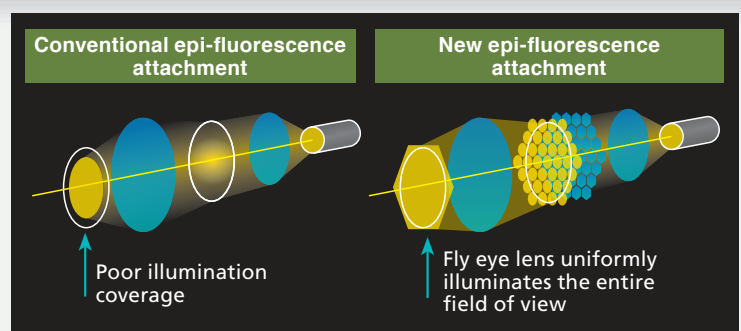 Conventional epi-fluorescence
attachment
New epi-fluorescence
attachment
Poor illumination
coverage
Fly eye lens uniformly
illuminates the entire
field of view